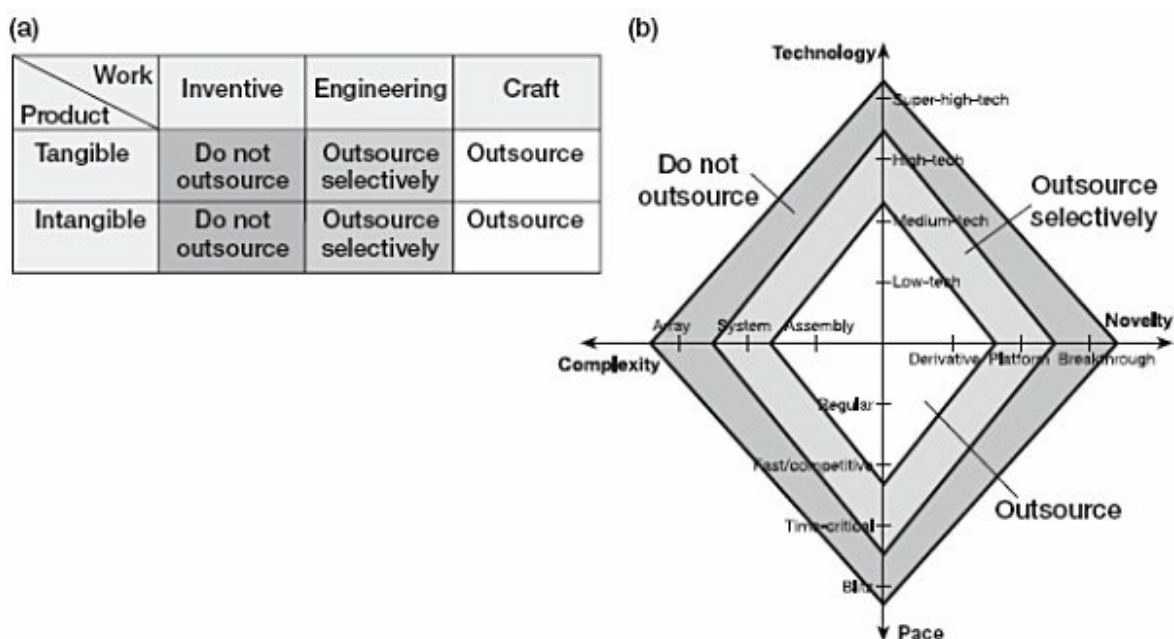 (a)
Work
Product
Inventive
Engineering
Craft
Tangible
Do not
outsource
Outsource
selectively
Outsource
Intangible
Do not
outsource
Outsource
selectively
Outsource
(b)
Technology
Super-high-tech
High-tech
Medium-tech
Low-tech
Do not
outsource
Outsource
selectively
Array
System
Assembly
Complexity
Novelty
Derivative
Platform
Breakthrough
Regular
Fast/competitive
Time-critical
Blitz
Outsource
Pace